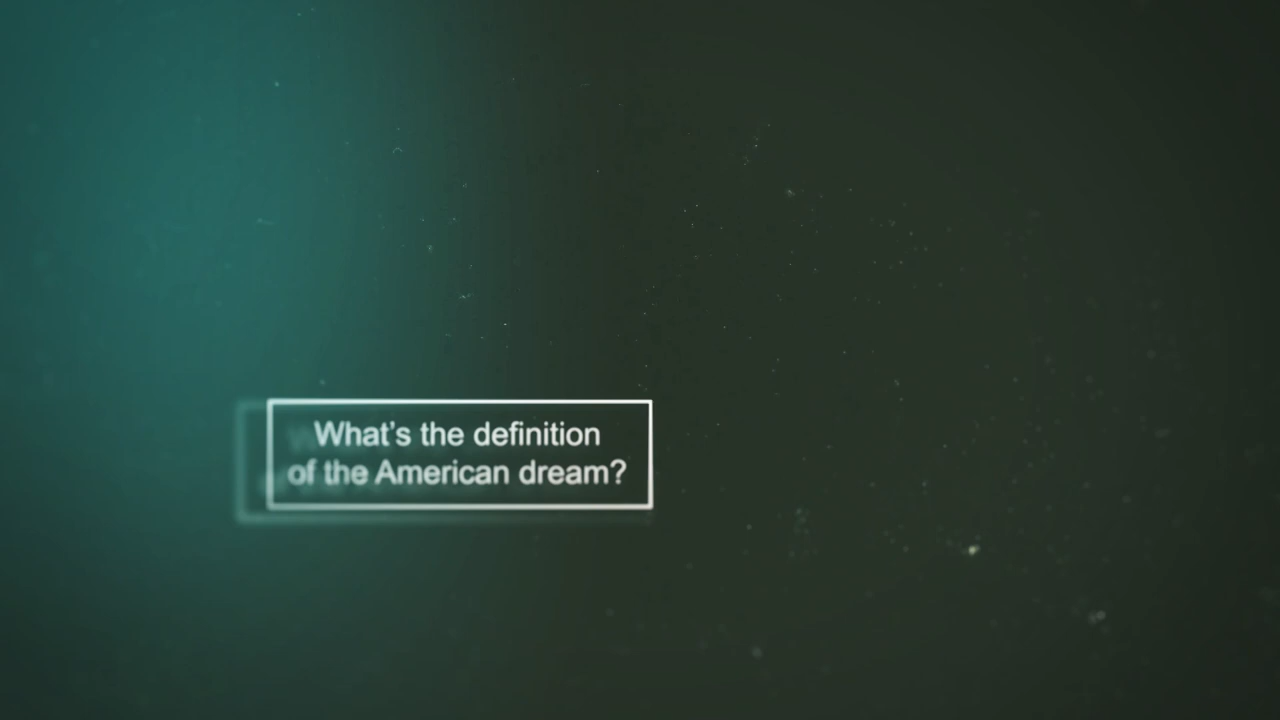 What's the definition
of the American dream?